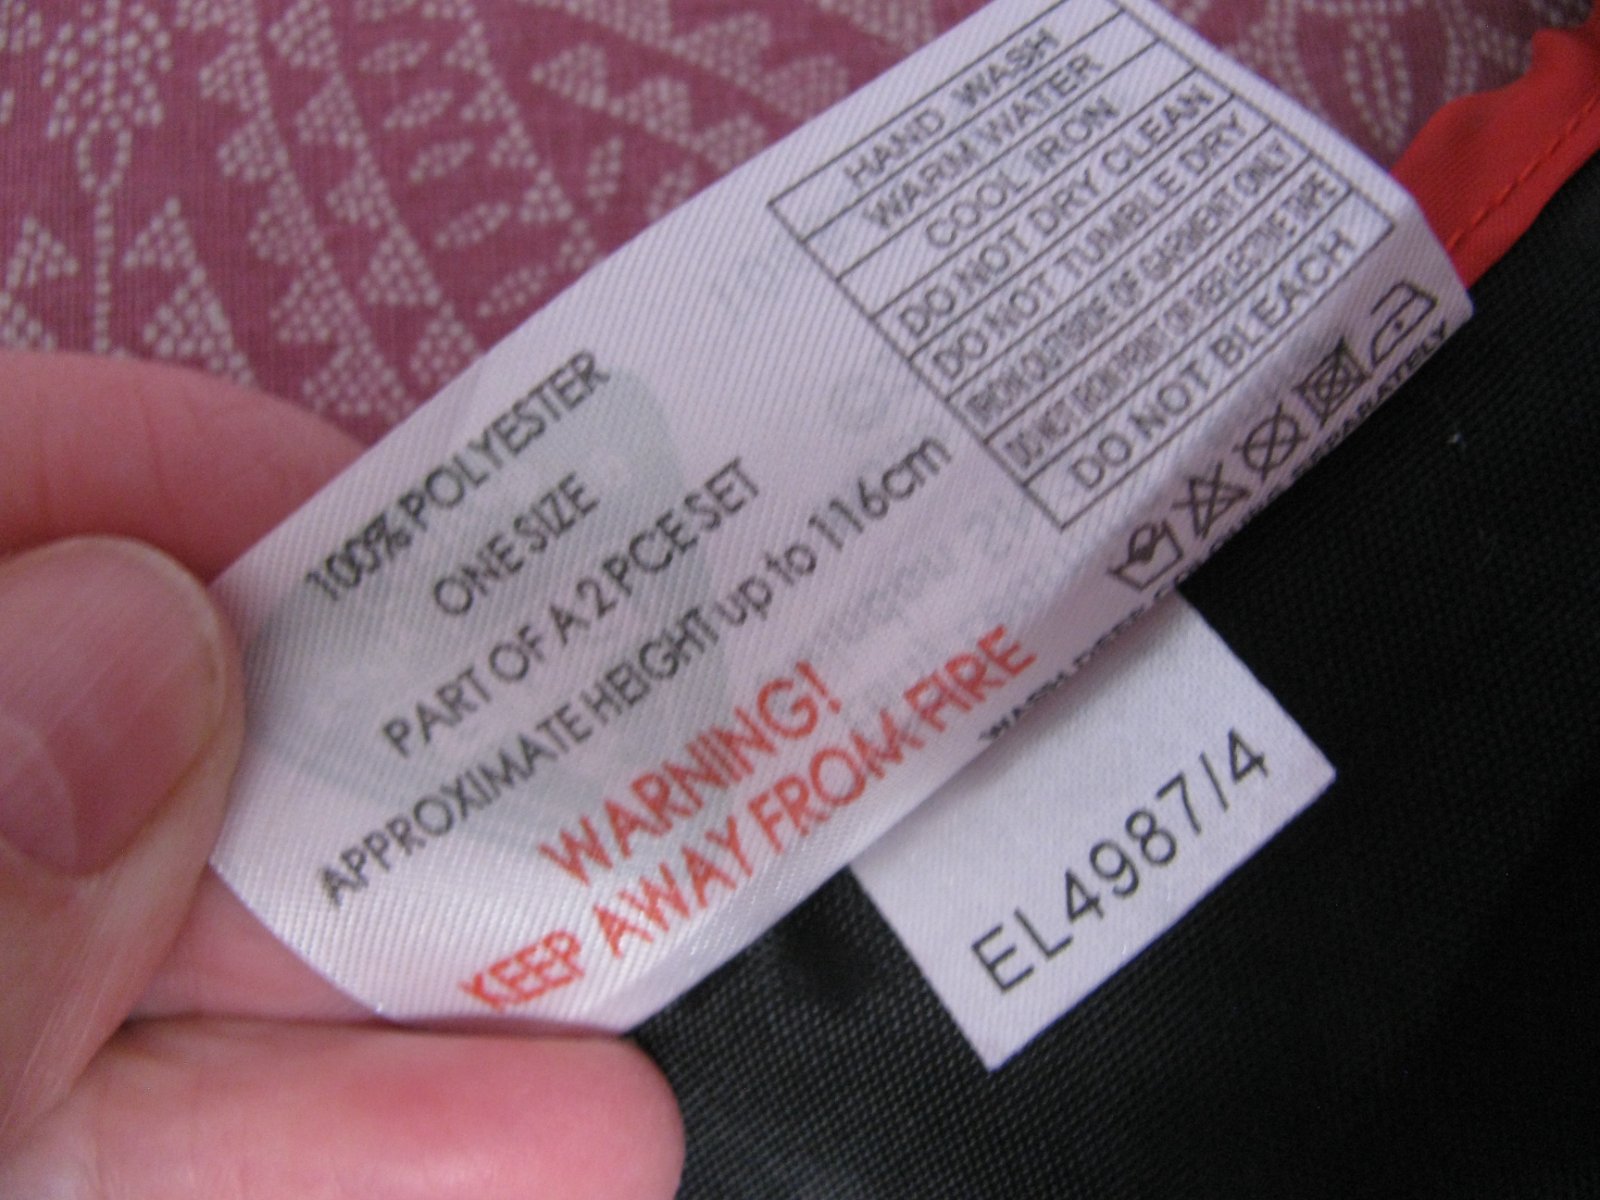 HAND WASH
WARM WATER
COOL IRON
DO NOT DRY CLEAN
DO NOT TUMBLE DRY
IRON OUTSIDE OF GARMENT ONLY
DO NOT IRON PRINT OR REFLECTIVE TAPE
DO NOT BLEACH
100% POLYESTER
ONE SIZE
PART OF A 2 PCE SET
APPROXIMATE HEIGHT up to 116cm
WARNING!
KEEP AWAY FROM FIRE
SEPARATELY
EL4987/4